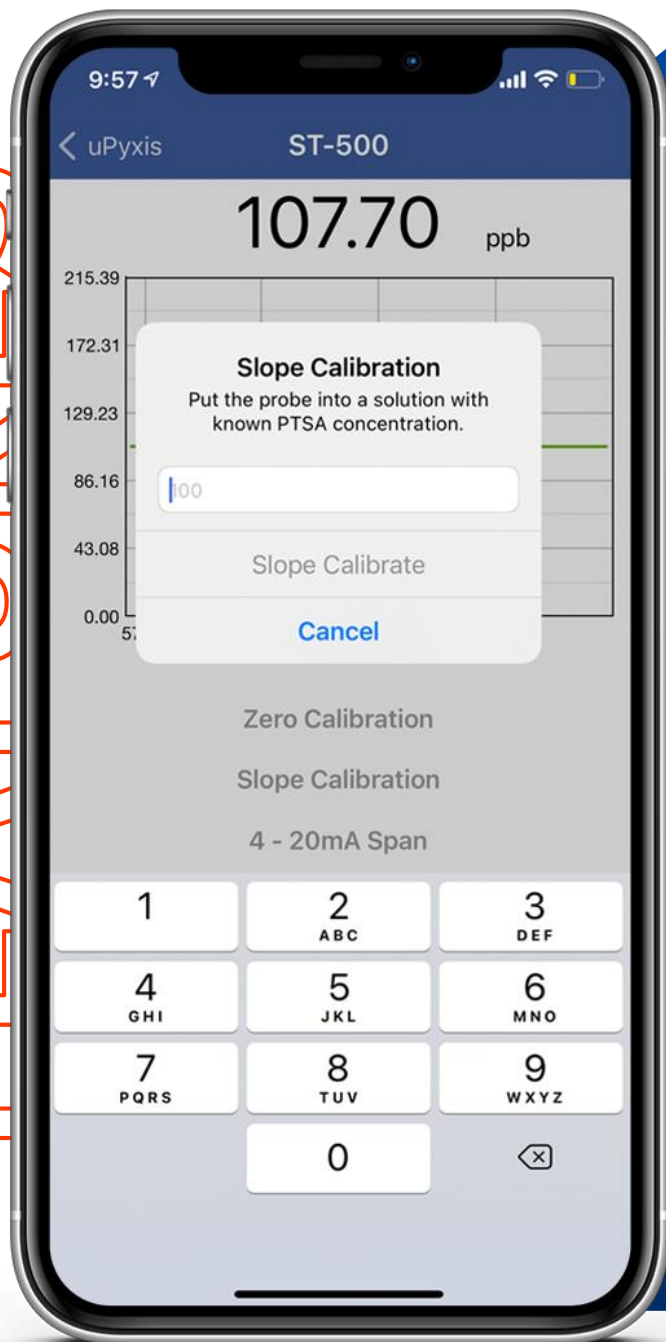 9:57
uPyxis
ST-500
107.70 ppb
215.39
172.31
129.23
86.16
43.08
0.00
Slope Calibration
Put the probe into a solution with
known PTSA concentration.
100
Slope Calibrate
Cancel
Zero Calibration
Slope Calibration
4 - 20mA Span
1
2
ABC
3
DEF
4
GHI
5
JKL
6
MNO
7
PQRS
8
TUV
9
WXYZ
0